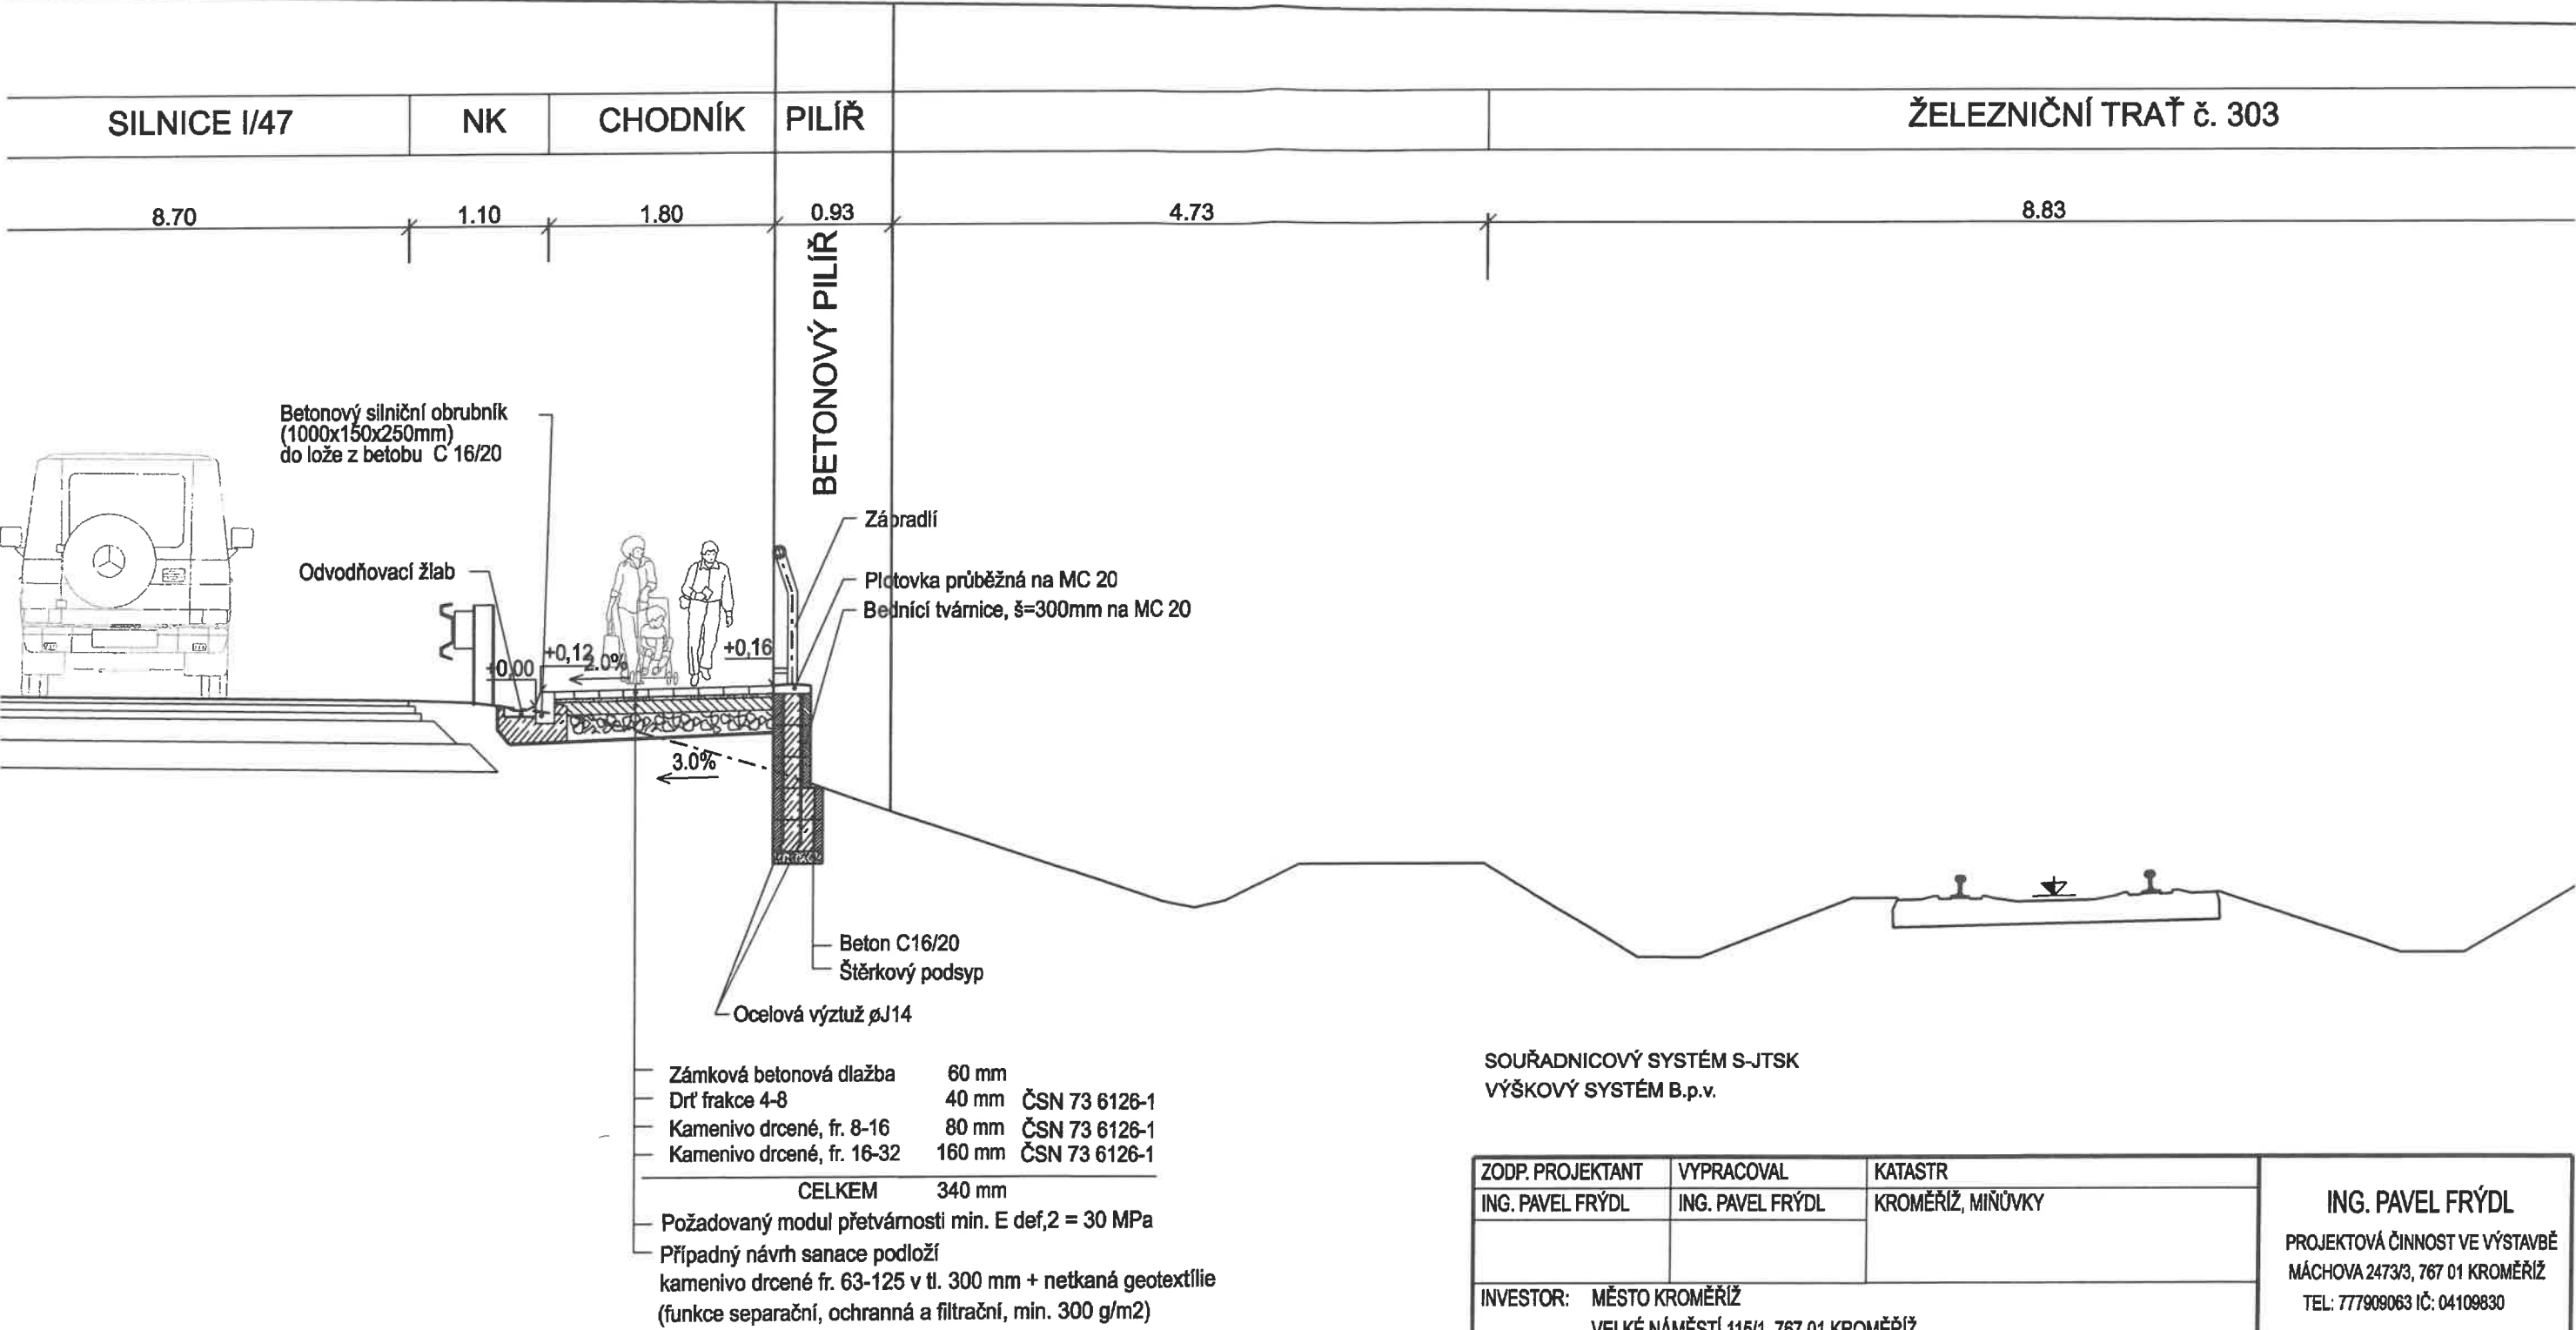 SILNICE I/47 NK CHODNÍK PILÍŘ ŽELEZNIČNÍ TRAŤ č. 303
8.70 1.10 1.80 0.93 4.73 8.83
BETONOVÝ PILÍŘ
Betonový silniční obrubník
(1000x150x250mm)
do lože z betobu C 16/20
Zábradlí
Odvodňovací žlab
Plotovka průběžná na MC 20
Bednící tvárnice, š=300mm na MC 20
+0,00 +0,12 2.0% +0,16
3.0%
Beton C16/20
Štěrkový podsyp
Ocelová výztuž øJ14
Zámková betonová dlažba 60 mm
Drť frakce 4-8 40 mm ČSN 73 6126-1
Kamenivo drcené, fr. 8-16 80 mm ČSN 73 6126-1
Kamenivo drcené, fr. 16-32 160 mm ČSN 73 6126-1
CELKEM 340 mm
Požadovaný modul přetvárnosti min. E def,2 = 30 MPa
Případný návrh sanace podloží
kamenivo drcené fr. 63-125 v tl. 300 mm + netkaná geotextílie
(funkce separační, ochranná a filtrační, min. 300 g/m2)
SOUŘADNICOVÝ SYSTÉM S-JTSK
VÝŠKOVÝ SYSTÉM B.p.v.
ZODP. PROJEKTANT VYPRACOVAL KATASTR
ING. PAVEL FRÝDL ING. PAVEL FRÝDL KROMĚŘÍŽ, MIŇŮVKY
INVESTOR: MĚSTO KROMĚŘÍŽ
VELKÉ NÁMĚSTÍ 115/1, 767 01 KROMĚŘÍŽ
ING. PAVEL FRÝDL
PROJEKTOVÁ ČINNOST VE VÝSTAVBĚ
MÁCHOVA 2473/3, 767 01 KROMĚŘÍŽ
TEL: 777909063 IČ: 04109830